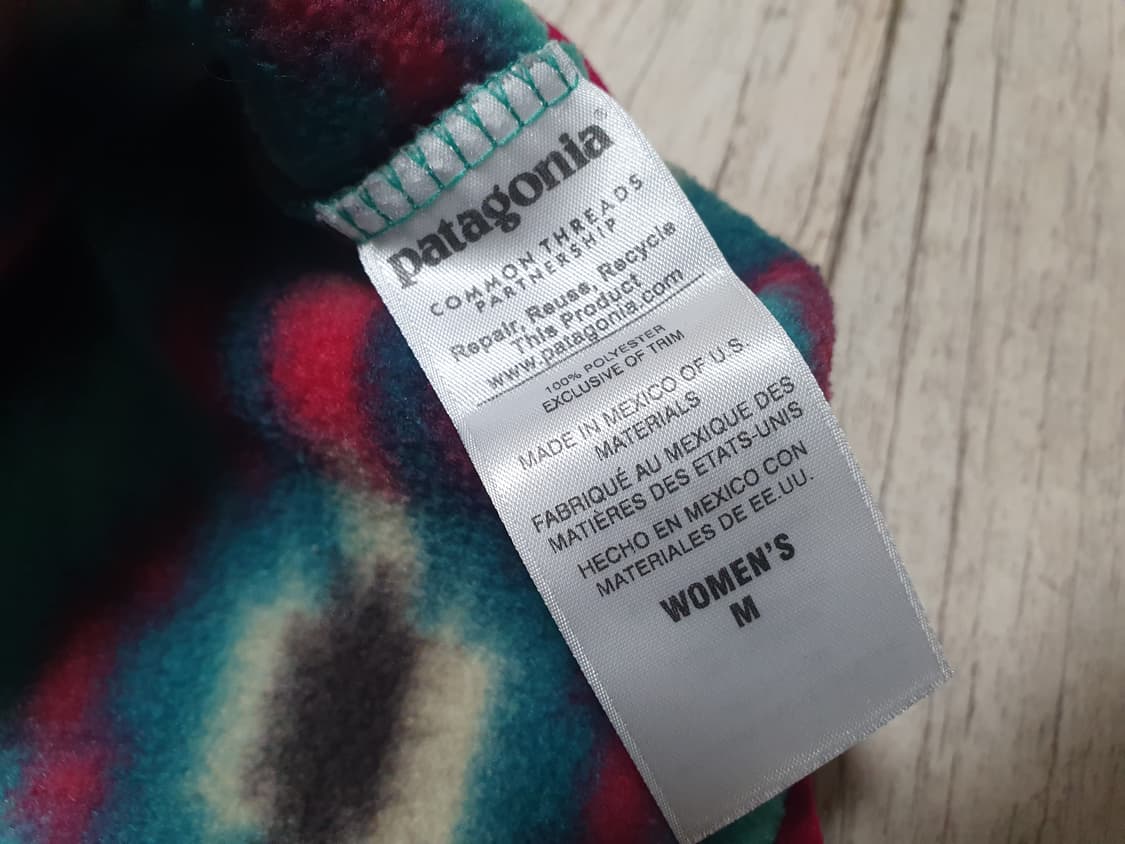 patagonia®
COMMON THREADS
PARTNERSHIP
Repair, Reuse, Recycle
This Product
www.patagonia.com
100% POLYESTER
EXCLUSIVE OF TRIM
MADE IN MEXICO OF U.S.
MATERIALS
FABRIQUÉ AU MEXIQUE DES
MATIÈRES DES ETATS-UNIS
HECHO EN MEXICO CON
MATERIALES DE EE.UU.
WOMEN'S
M